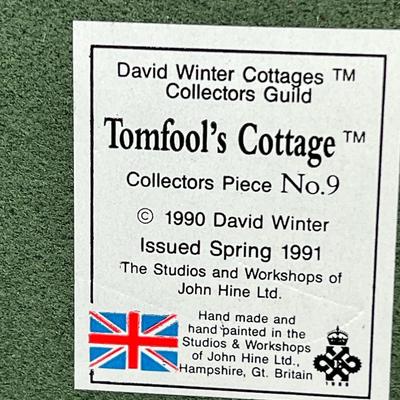 David Winter Cottages ™
Collectors Guild
Tomfool's Cottage ™
Collectors Piece No.9
© 1990 David Winter
Issued Spring 1991
The Studios and Workshops of
John Hine Ltd.
Hand made and
hand painted in the
Studios & Workshops
of John Hine Ltd.,
Hampshire, Gt. Britain